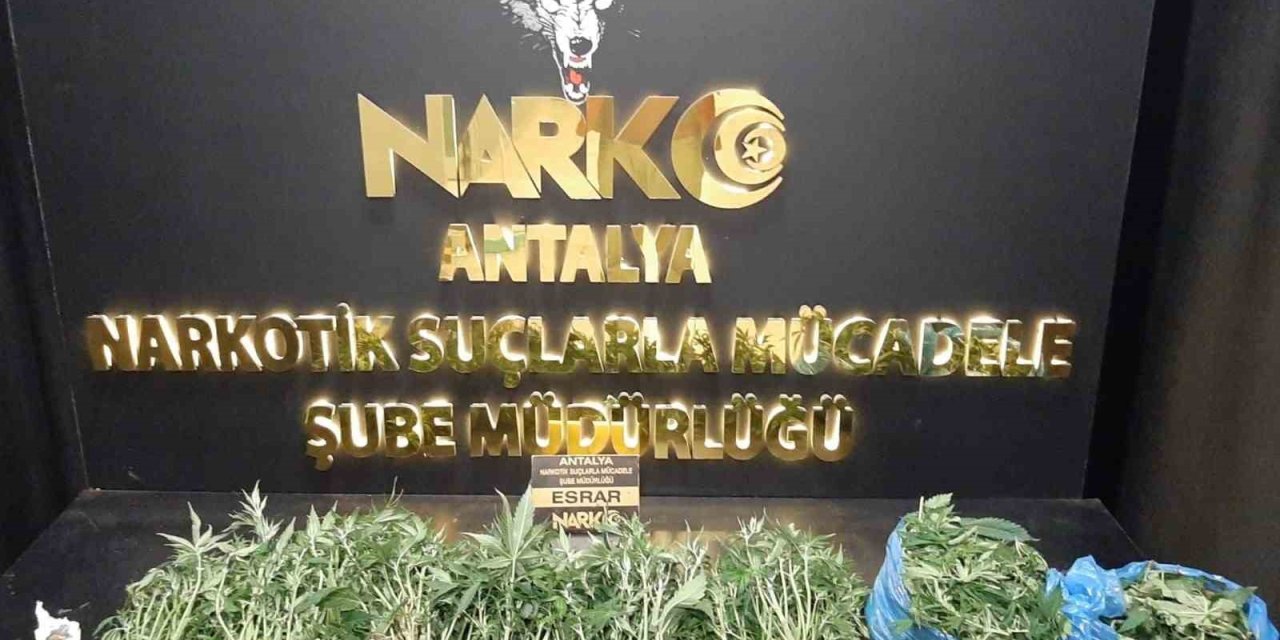 NARKO
ANTALYA
NARKOTİK SUÇLARLA MÜCADELE
ŞUBE MÜDÜRLÜĞÜ
ANTALYA
NARKOTİK SUÇLARLA MÜCADELE
ŞUBE MÜDÜRLÜĞÜ
ESRAR
NARKO